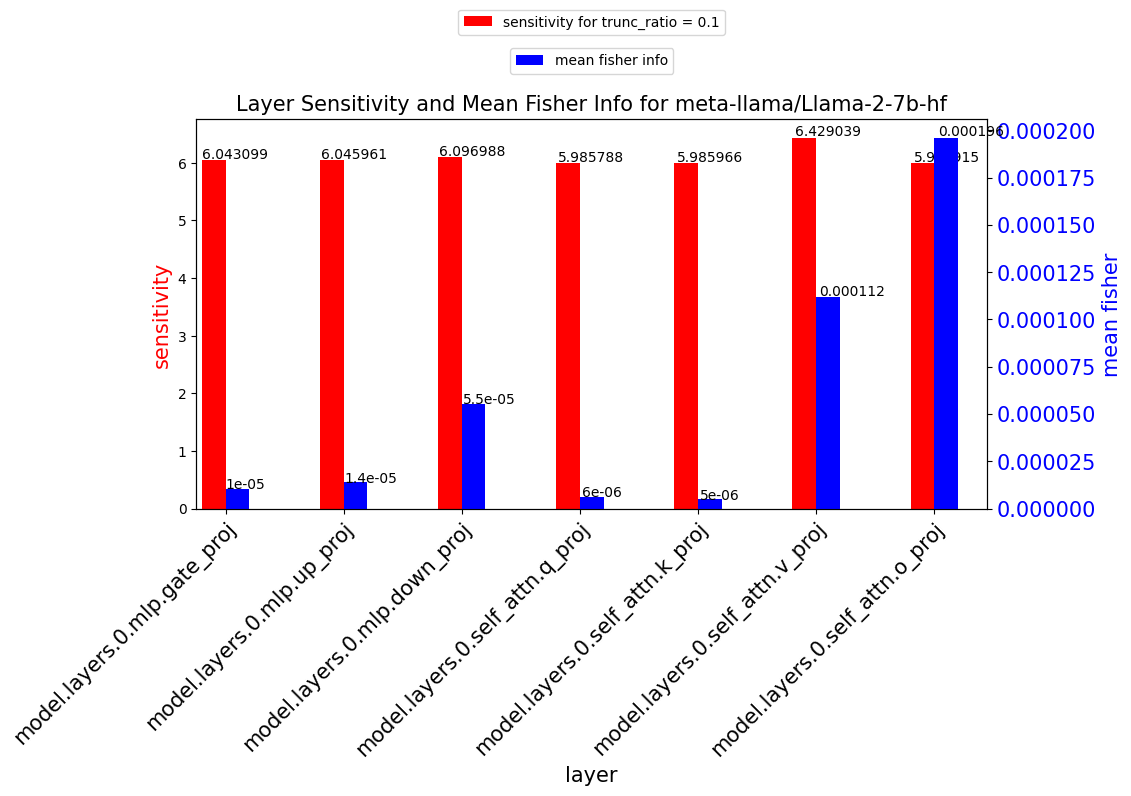 sensitivity for trunc_ratio = 0.1
mean fisher info
Layer Sensitivity and Mean Fisher Info for meta-llama/Llama-2-7b-hf
6.043099
6.045961
6.096988
5.985788
5.985966
6.429039
0.000196
0.000112
5.5e-05
1e-05
1.4e-05
6e-06
5e-06
6
5
4
3
2
1
0
sensitivity
0.000200
0.000175
0.000150
0.000125
0.000100
0.000075
0.000050
0.000025
0.000000
mean fisher
model.layers.0.mlp.gate_proj
model.layers.0.mlp.up_proj
model.layers.0.mlp.down_proj
model.layers.0.self_attn.q_proj
model.layers.0.self_attn.k_proj
model.layers.0.self_attn.v_proj
model.layers.0.self_attn.o_proj
layer